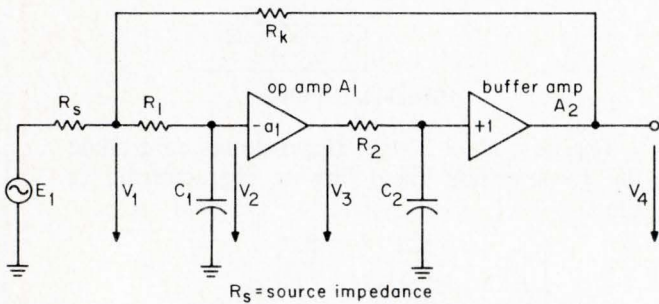 R_k
op amp A_1
buffer amp
A_2
R_s
R_1
-a_1
R_2
+1
E_1
V_1
C_1
V_2
V_3
C_2
V_4
R_s = source impedance